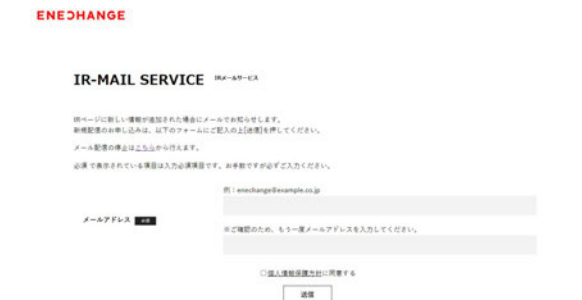 ENECHANGE
IR-MAIL SERVICE IRメールサービス
IRページに新しい情報が追加された場合にメールでお知らせします。
新規配信のお申し込みは、以下のフォームにご記入の上[送信]を押してください。
メール配信の停止はこちらから行えます。
必須 で表示されている項目は入力必須項目です。お手数ですが必ずご入力ください。
例：enechange@example.co.jp
メールアドレス 必須
※ご確認のため、もう一度メールアドレスを入力してください。
個人情報保護方針に同意する
送信